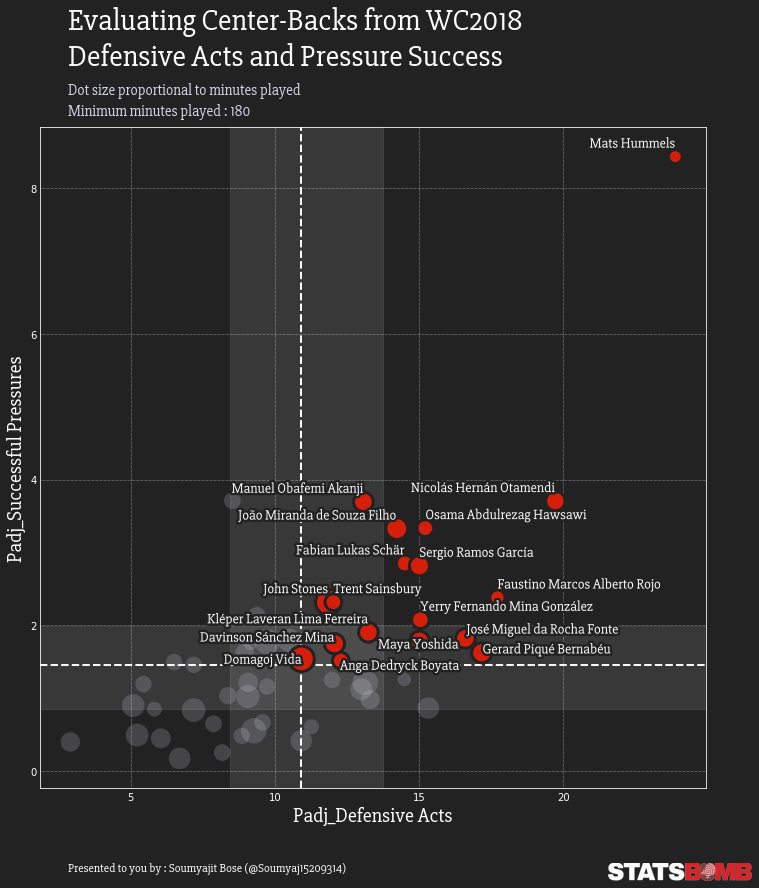 Evaluating Center-Backs from WC2018
Defensive Acts and Pressure Success
Dot size proportional to minutes played
Minimum minutes played : 180
Mats Hummels
8
6
Padj_Successful Pressures
4
Manuel Obafemi Akanji
Nicolás Hernán Otamendi
João Miranda de Souza Filho
Osama Abdulrezag Hawsawi
Fabian Lukas Schär
Sergio Ramos García
Faustino Marcos Alberto Rojo
John Stones
Trent Sainsbury
Yerry Fernando Mina González
Kléper Laveran Lima Ferreira
2
José Miguel da Rocha Fonte
Davinson Sánchez Mina
Maya Yoshida
Gerard Piqué Bernabéu
Domagoj Vida
Anga Dedryck Boyata
0
5
10
15
20
Padj_Defensive Acts
Presented to you by : Soumyajit Bose (@Soumyaj15209314)
STATSBOMB